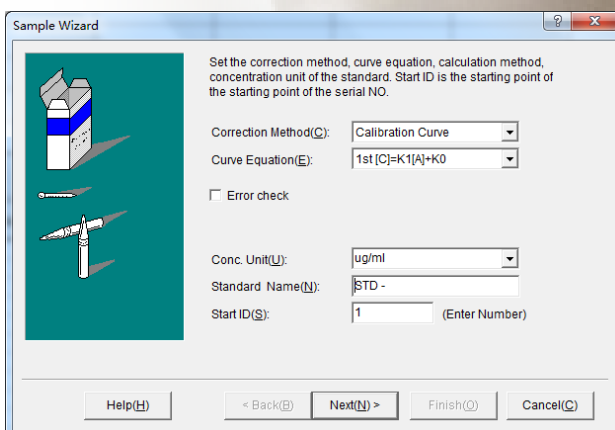 Sample Wizard
Set the correction method, curve equation, calculation method,
concentration unit of the standard. Start ID is the starting point of
the starting point of the serial NO.
Correction Method(C): Calibration Curve
Curve Equation(E): 1st [C]=K1[A]+K0
Error check
Conc. Unit(U): ug/ml
Standard Name(N): STD -
Start ID(S): 1 (Enter Number)
Help(H) < Back(B) Next(N) > Finish(O) Cancel(C)